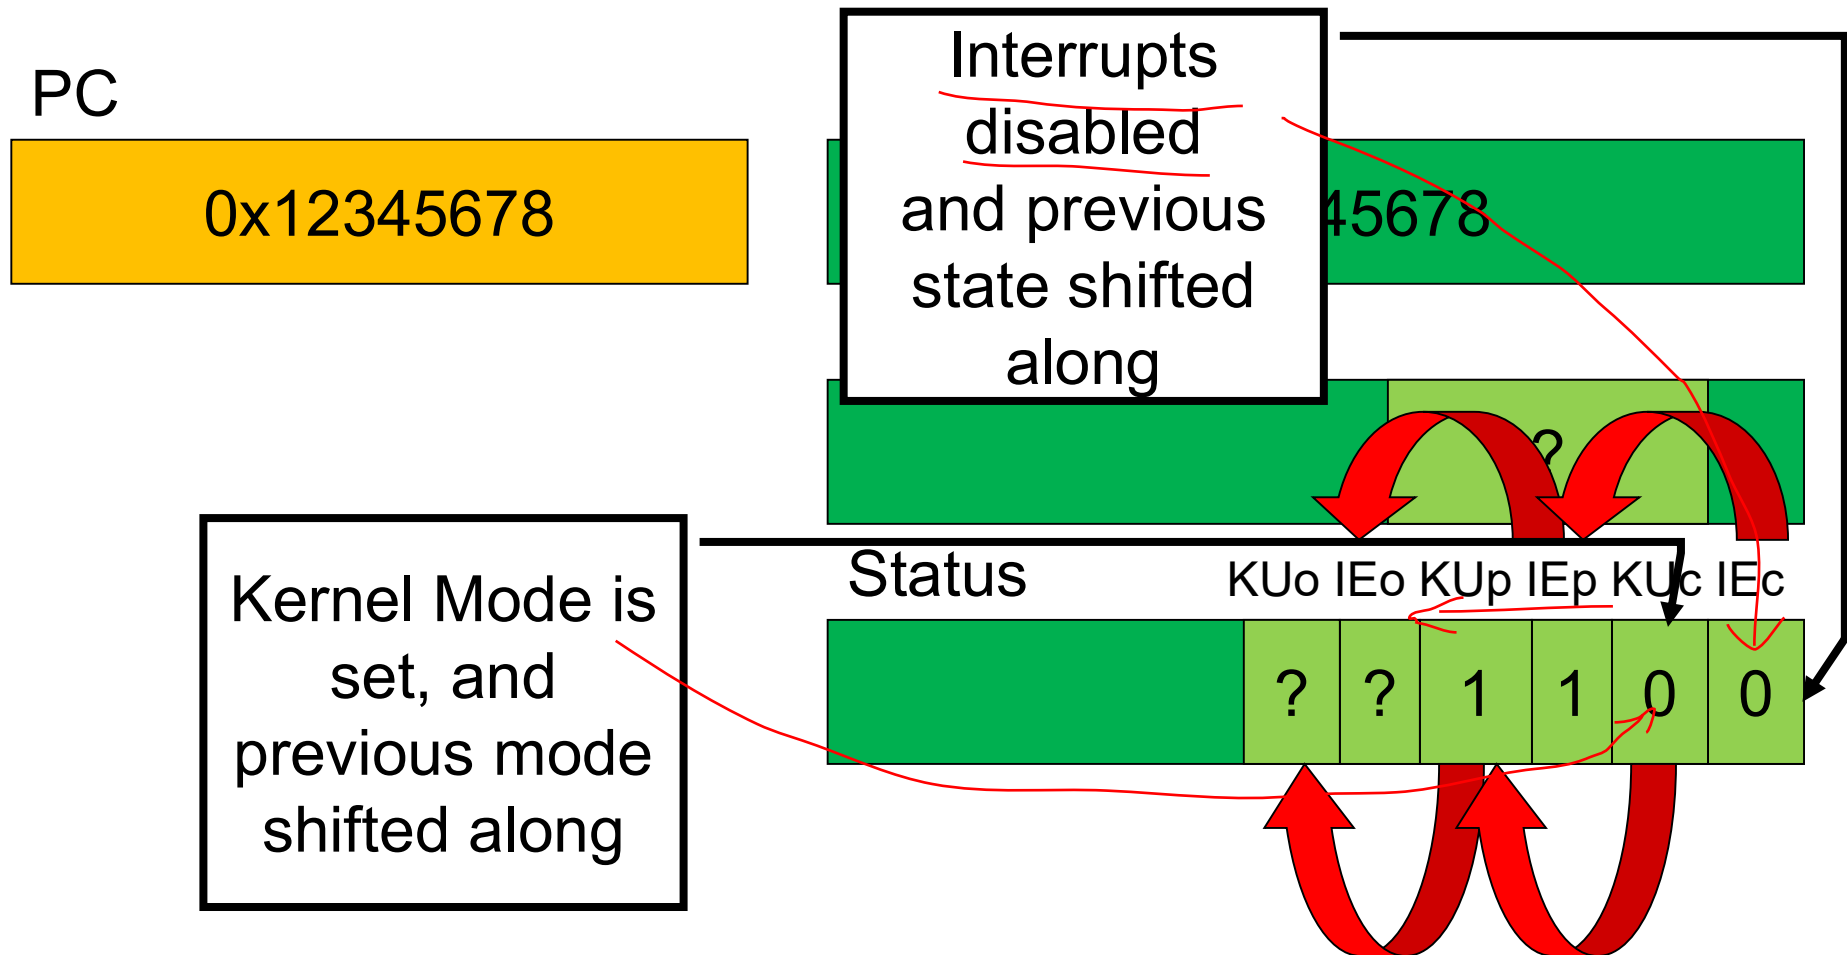 PC
0x12345678
Interrupts
disabled
and previous
state shifted
along
45678
?
Kernel Mode is
set, and
previous mode
shifted along
Status
KUo IEo KUp IEp KUc IEc
? ? 1 1 0 0